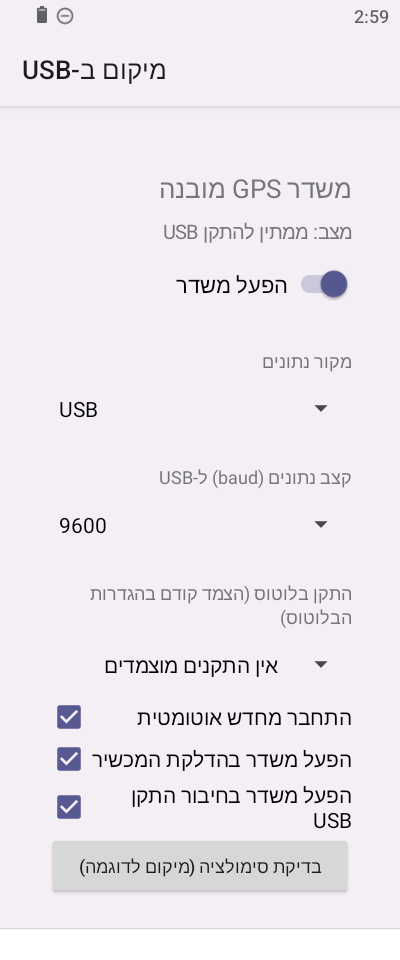 2:59
מיקום ב-USB
משדר GPS מובנה
מצב: ממתין להתקן USB
הפעל משדר
מקור נתונים
USB
קצב נתונים (baud) ל-USB
9600
התקן בלוטוס (הצמד קודם בהגדרות
הבלוטוס)
אין התקנים מוצמדים
התחבר מחדש אוטומטית
הפעל משדר בהדלקת המכשיר
הפעל משדר בחיבור התקן
USB
בדיקת סימולציה (מיקום לדוגמה)